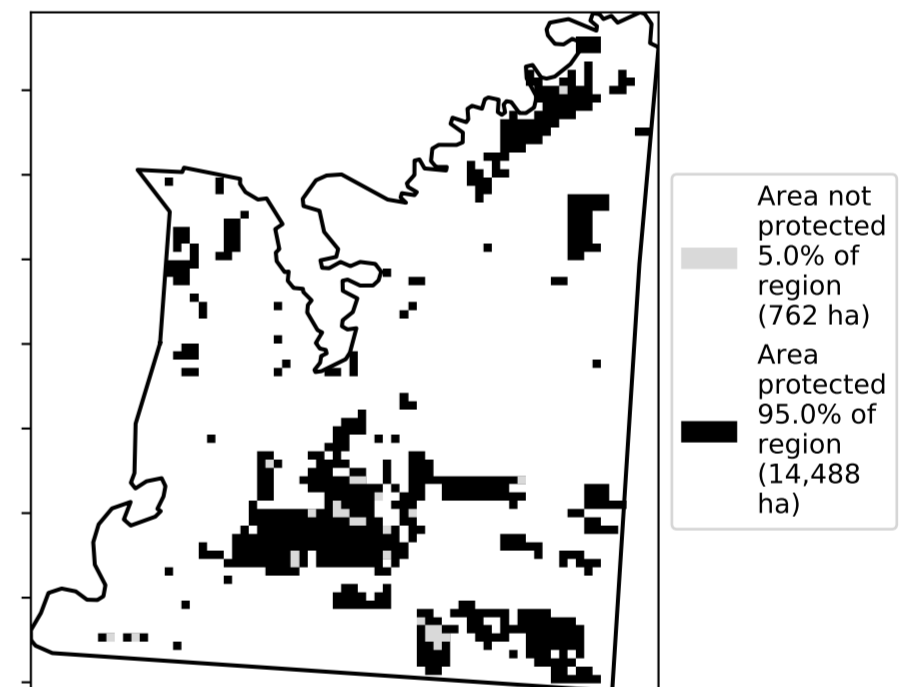 Area not
protected
5.0% of
region
(762 ha)
Area
protected
95.0% of
region
(14,488
ha)